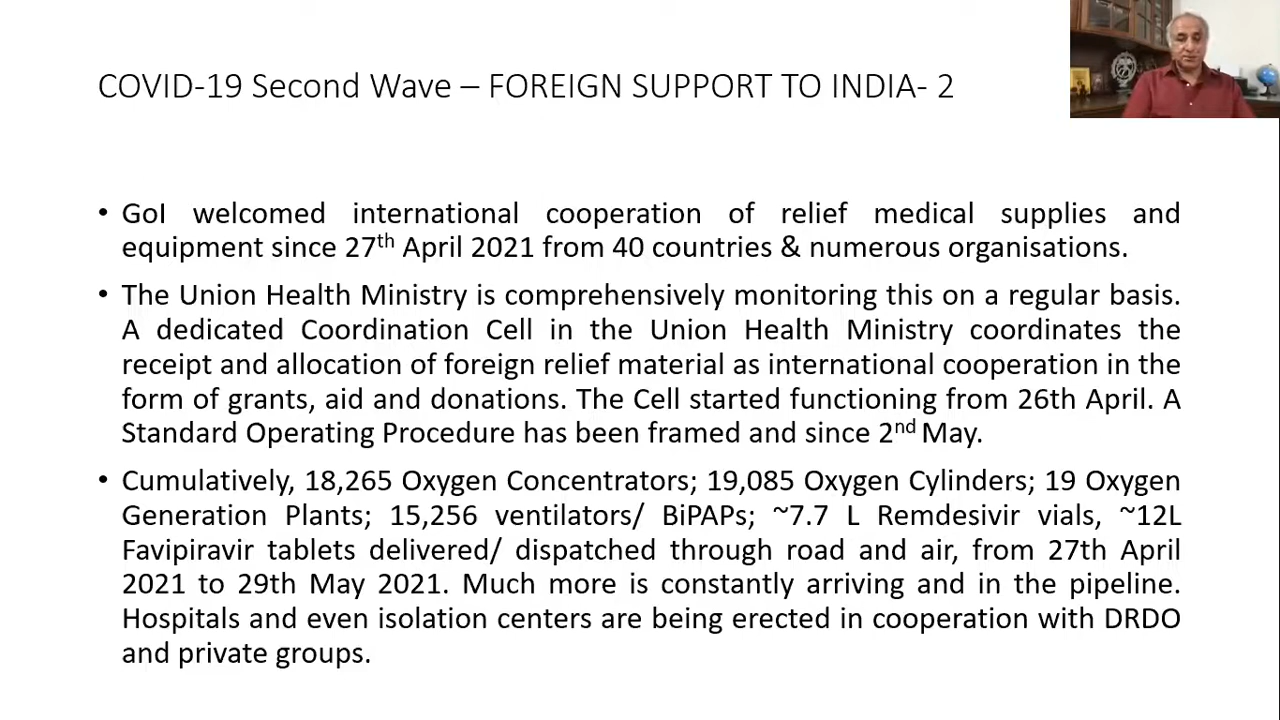 COVID-19 Second Wave – FOREIGN SUPPORT TO INDIA- 2
• GoI welcomed international cooperation of relief medical supplies and
equipment since 27th April 2021 from 40 countries & numerous organisations.
• The Union Health Ministry is comprehensively monitoring this on a regular basis.
A dedicated Coordination Cell in the Union Health Ministry coordinates the
receipt and allocation of foreign relief material as international cooperation in the
form of grants, aid and donations. The Cell started functioning from 26th April. A
Standard Operating Procedure has been framed and since 2nd May.
• Cumulatively, 18,265 Oxygen Concentrators; 19,085 Oxygen Cylinders; 19 Oxygen
Generation Plants; 15,256 ventilators/ BiPAPs; ~7.7 L Remdesivir vials, ~12L
Favipiravir tablets delivered/ dispatched through road and air, from 27th April
2021 to 29th May 2021. Much more is constantly arriving and in the pipeline.
Hospitals and even isolation centers are being erected in cooperation with DRDO
and private groups.